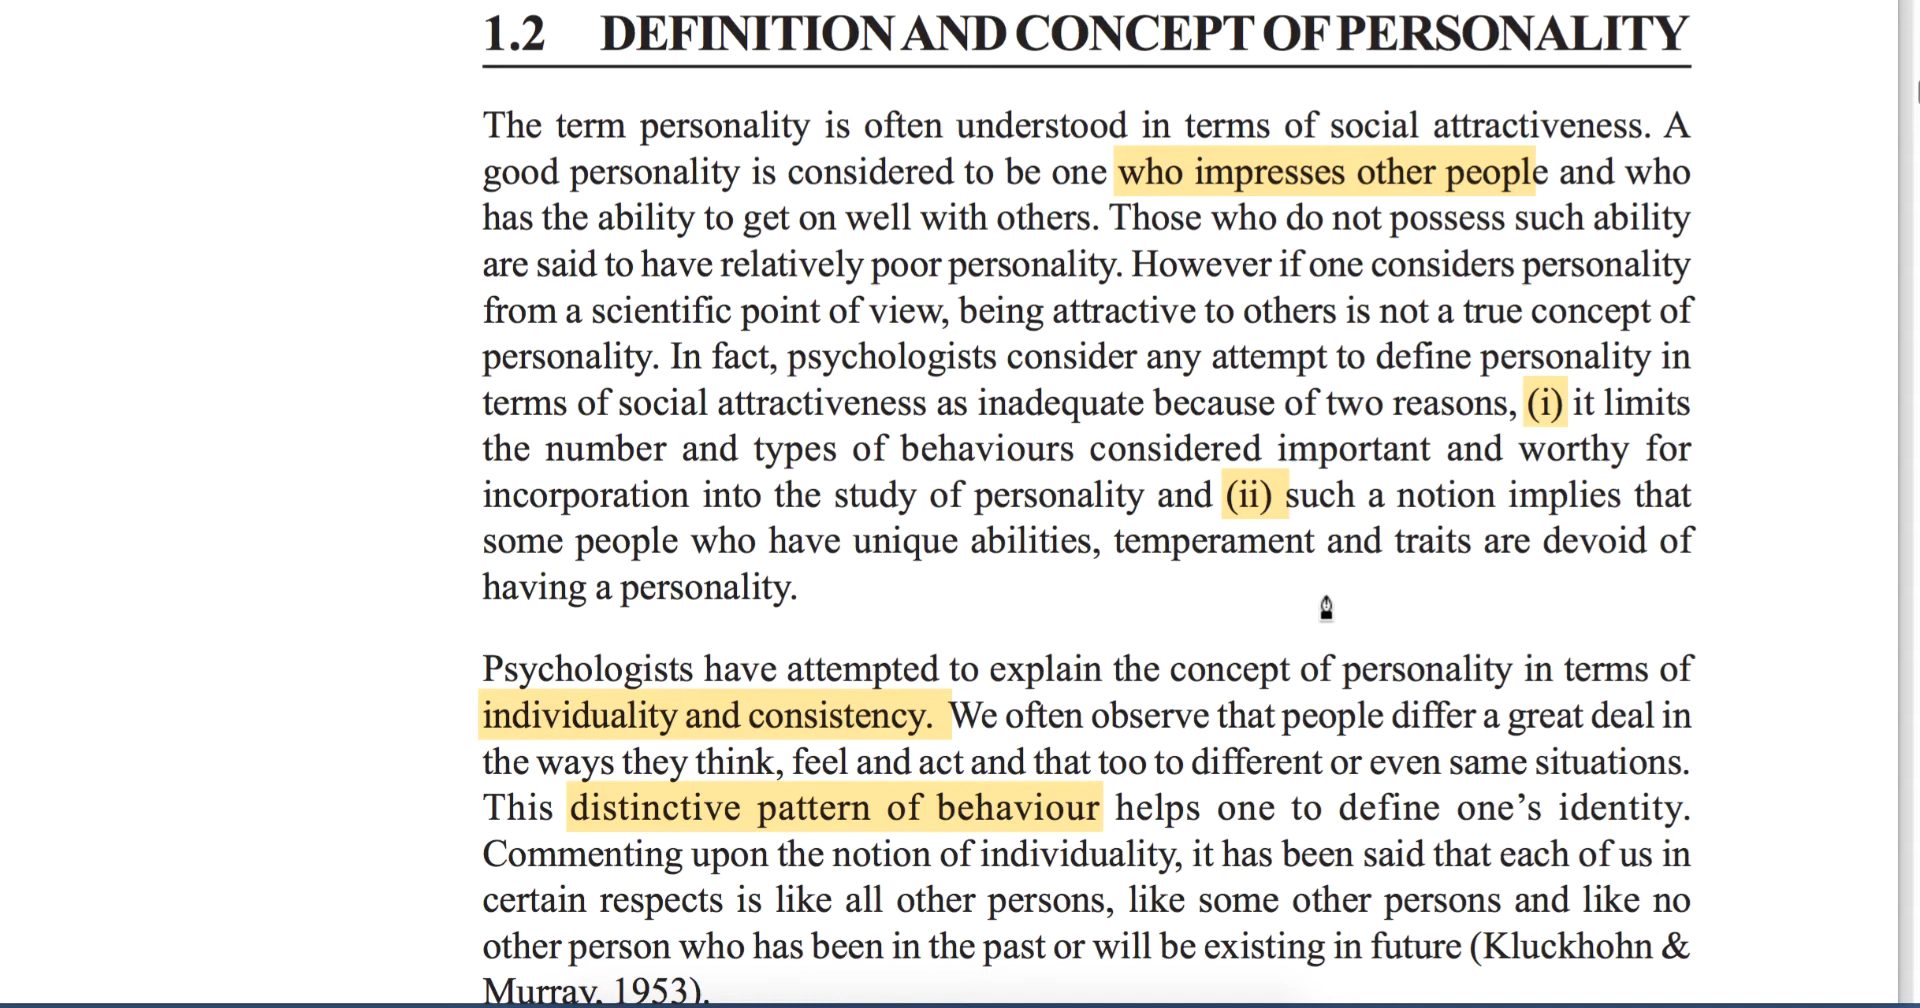 1.2 DEFINITION AND CONCEPT OF PERSONALITY
The term personality is often understood in terms of social attractiveness. A
good personality is considered to be one who impresses other people and who
has the ability to get on well with others. Those who do not possess such ability
are said to have relatively poor personality. However if one considers personality
from a scientific point of view, being attractive to others is not a true concept of
personality. In fact, psychologists consider any attempt to define personality in
terms of social attractiveness as inadequate because of two reasons, (i) it limits
the number and types of behaviours considered important and worthy for
incorporation into the study of personality and (ii) such a notion implies that
some people who have unique abilities, temperament and traits are devoid of
having a personality.
Psychologists have attempted to explain the concept of personality in terms of
individuality and consistency. We often observe that people differ a great deal in
the ways they think, feel and act and that too to different or even same situations.
This distinctive pattern of behaviour helps one to define one’s identity.
Commenting upon the notion of individuality, it has been said that each of us in
certain respects is like all other persons, like some other persons and like no
other person who has been in the past or will be existing in future (Kluckhohn &
Murray, 1953).